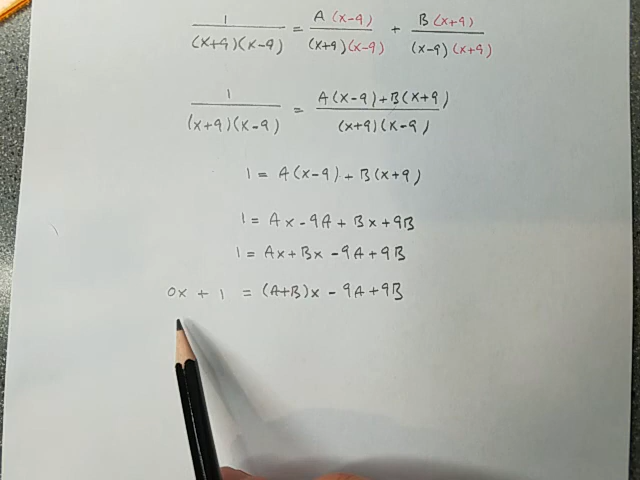 1/((x+9)(x-9)) = A(x-9)/((x+9)(x-9)) + B(x+9)/((x-9)(x+9))
1/((x+9)(x-9)) = (A(x-9)+B(x+9))/((x+9)(x-9))
1 = A(x-9)+B(x+9)
1 = Ax-9A+Bx+9B
1 = Ax+Bx-9A+9B
0x + 1 = (A+B)x - 9A+9B